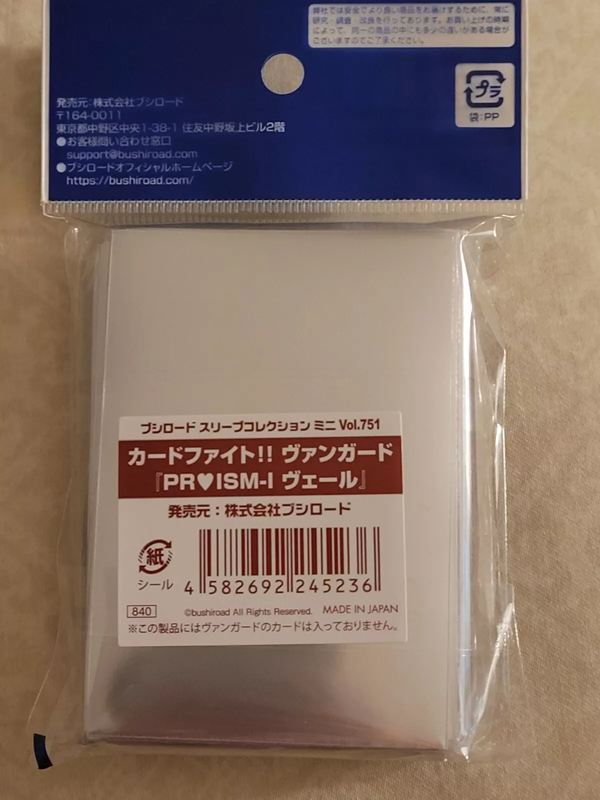 弊社では安全でより良い商品をお届けするために、常に
研究・調査・改良を行っております。お買い上げの時期
によって、同一の商品の中にも多少の違いがある場合が
ございますのでご了承ください。
発売元：株式会社ブシロード
〒164-0011
東京都中野区中央1-38-1 (住友中野坂上ビル2階
●お客様問い合わせ窓口
support@bushiroad.com
●ブシロードオフィシャルホームページ
https://bushiroad.com/
プラ
袋：PP
ブシロード スリーブコレクション ミニ Vol.751
カードファイト!! ヴァンガード
『PR♥ISM-I ヴェール』
発売元：株式会社ブシロード
紙
シール
4 582692 245236
840
©bushiroad All Rights Reserved. MADE IN JAPAN
※この製品にはヴァンガードのカードは入っておりません。